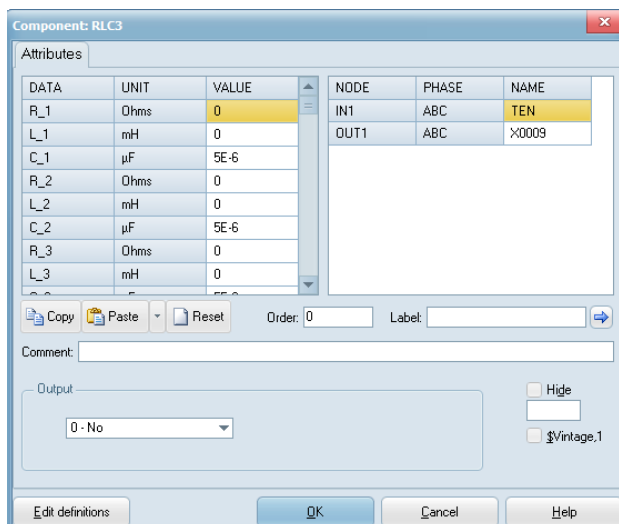 Component: RLC3
Attributes
DATA UNIT VALUE
R_1 Ohms 0
L_1 mH 0
C_1 µF 5E-6
R_2 Ohms 0
L_2 mH 0
C_2 µF 5E-6
R_3 Ohms 0
L_3 mH 0
NODE PHASE NAME
IN1 ABC TEN
OUT1 ABC X0009
Copy Paste Reset Order: 0 Label:
Comment:
Output
0 - No
Hide
$Vintage,1
Edit definitions OK Cancel Help